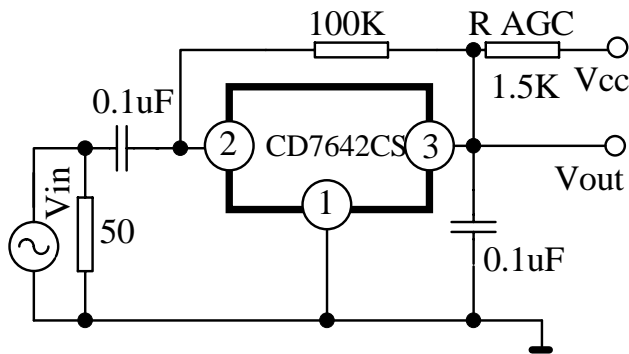 100K
R AGC
1.5K
Vcc
0.1uF
2
CD7642CS
3
Vin
50
1
Vout
0.1uF